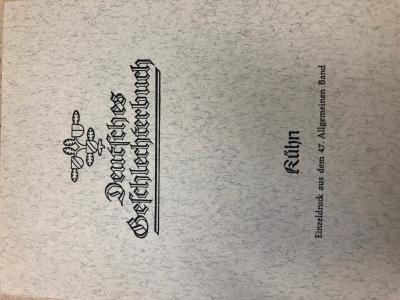 Deutsches
Geschlechterbuch
Kühn
Einzeldruck aus dem 47. Allgemeinen Band